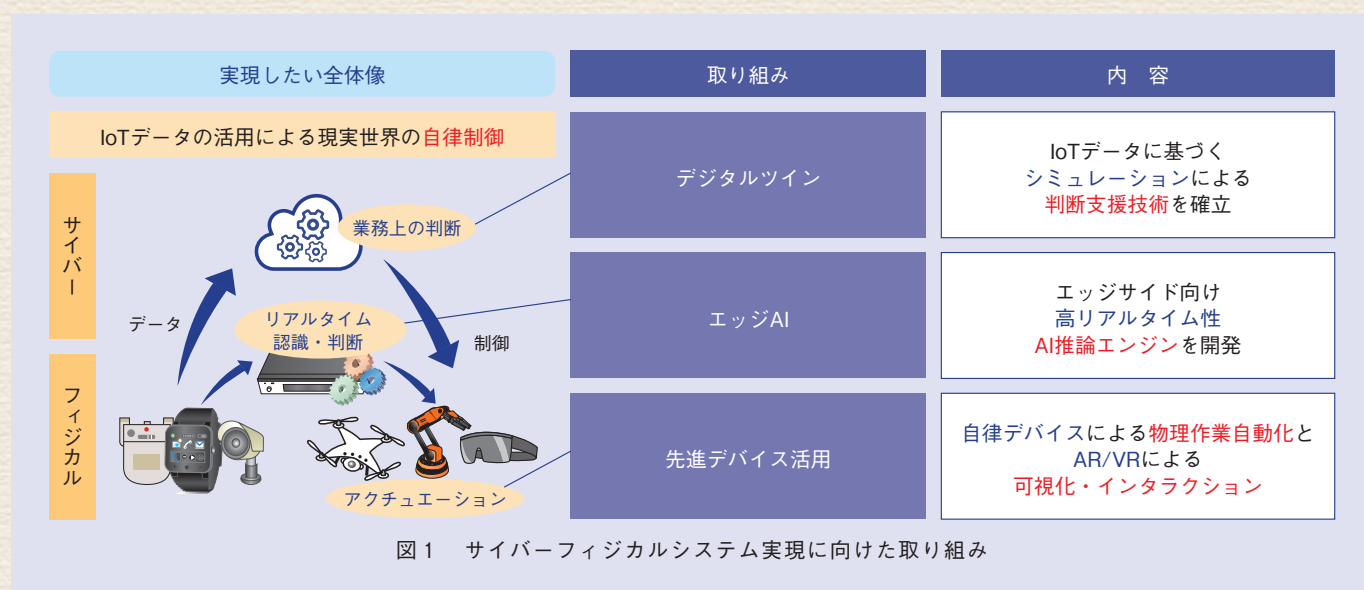 実現したい全体像
取り組み
内 容
IoTデータの活用による現実世界の自律制御
サイバー
フィジカル
業務上の判断
データ
リアルタイム
認識・判断
制御
アクチュエーション
デジタルツイン
IoTデータに基づく
シミュレーションによる
判断支援技術を確立
エッジAI
エッジサイド向け
高リアルタイム性
AI推論エンジンを開発
先進デバイス活用
自律デバイスによる物理作業自動化と
AR/VRによる
可視化・インタラクション
図1 サイバーフィジカルシステム実現に向けた取り組み